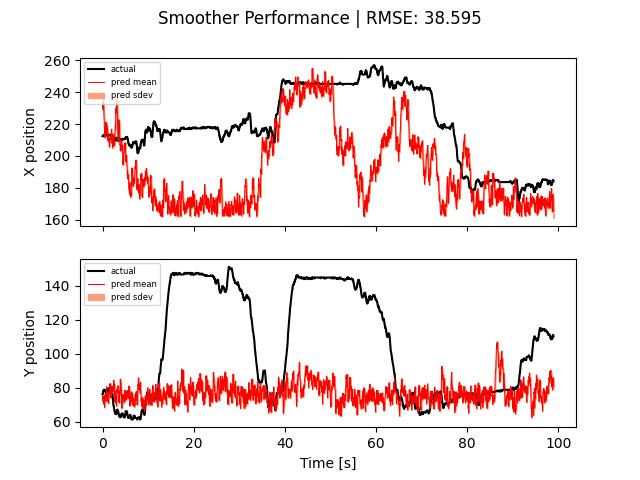 Smoother Performance | RMSE: 38.595
260
240
220
200
180
160
X position
actual
pred mean
pred sdev
140
120
100
80
60
Y position
actual
pred mean
pred sdev
0 20 40 60 80 100
Time [s]